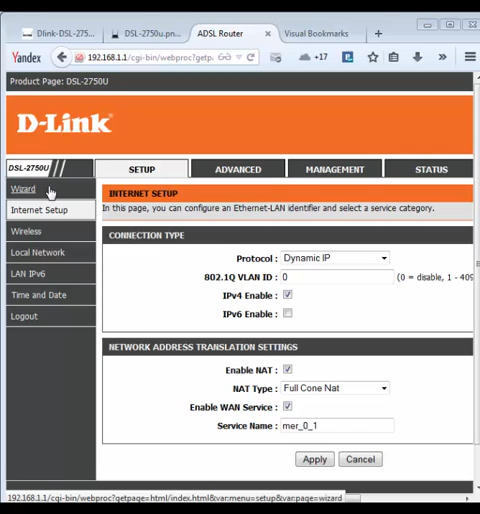 Dlink-DSL-275...
DSL-2750u.pn...
ADSL Router
Visual Bookmarks
Yandex
192.168.1.1/cgi-bin/webproc?getpa
+17
Product Page: DSL-2750U
D-Link
DSL-2750U
SETUP
ADVANCED
MANAGEMENT
STATUS
Wizard
Internet Setup
Wireless
Local Network
LAN IPv6
Time and Date
Logout
INTERNET SETUP
In this page, you can configure an Ethernet-LAN identifier and select a service category.
CONNECTION TYPE
Protocol : Dynamic IP
802.1Q VLAN ID : 0 (0 = disable, 1 - 409
IPv4 Enable :
IPv6 Enable :
NETWORK ADDRESS TRANSLATION SETTINGS
Enable NAT :
NAT Type : Full Cone Nat
Enable WAN Service :
Service Name : mer_0_1
Apply Cancel
192.168.1.1/cgi-bin/webproc?getpage=html/index.html&var:menu=setup&var:page=wizard